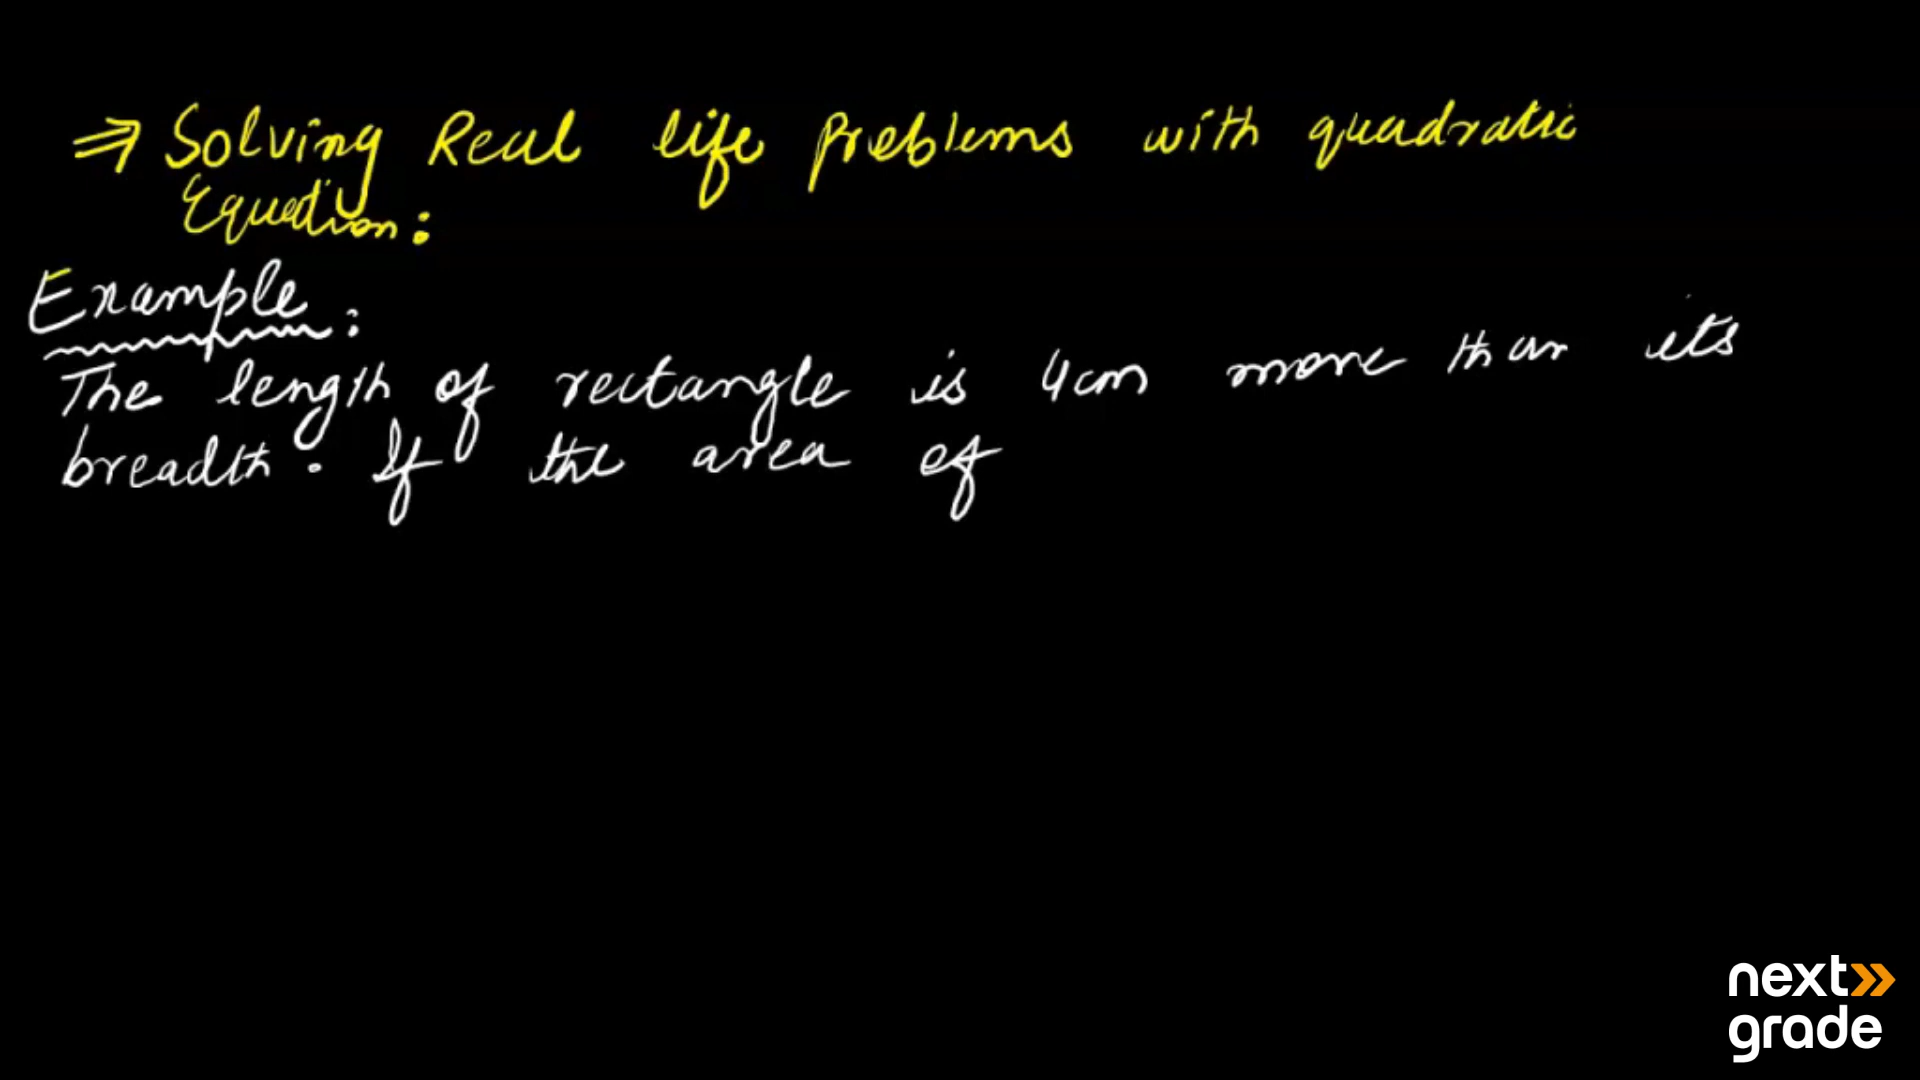 ⇒ Solving Real life Problems with quadratic
Equation:
Example:
The length of rectangle is 4cm more than its
breadth. If the area of
next
grade